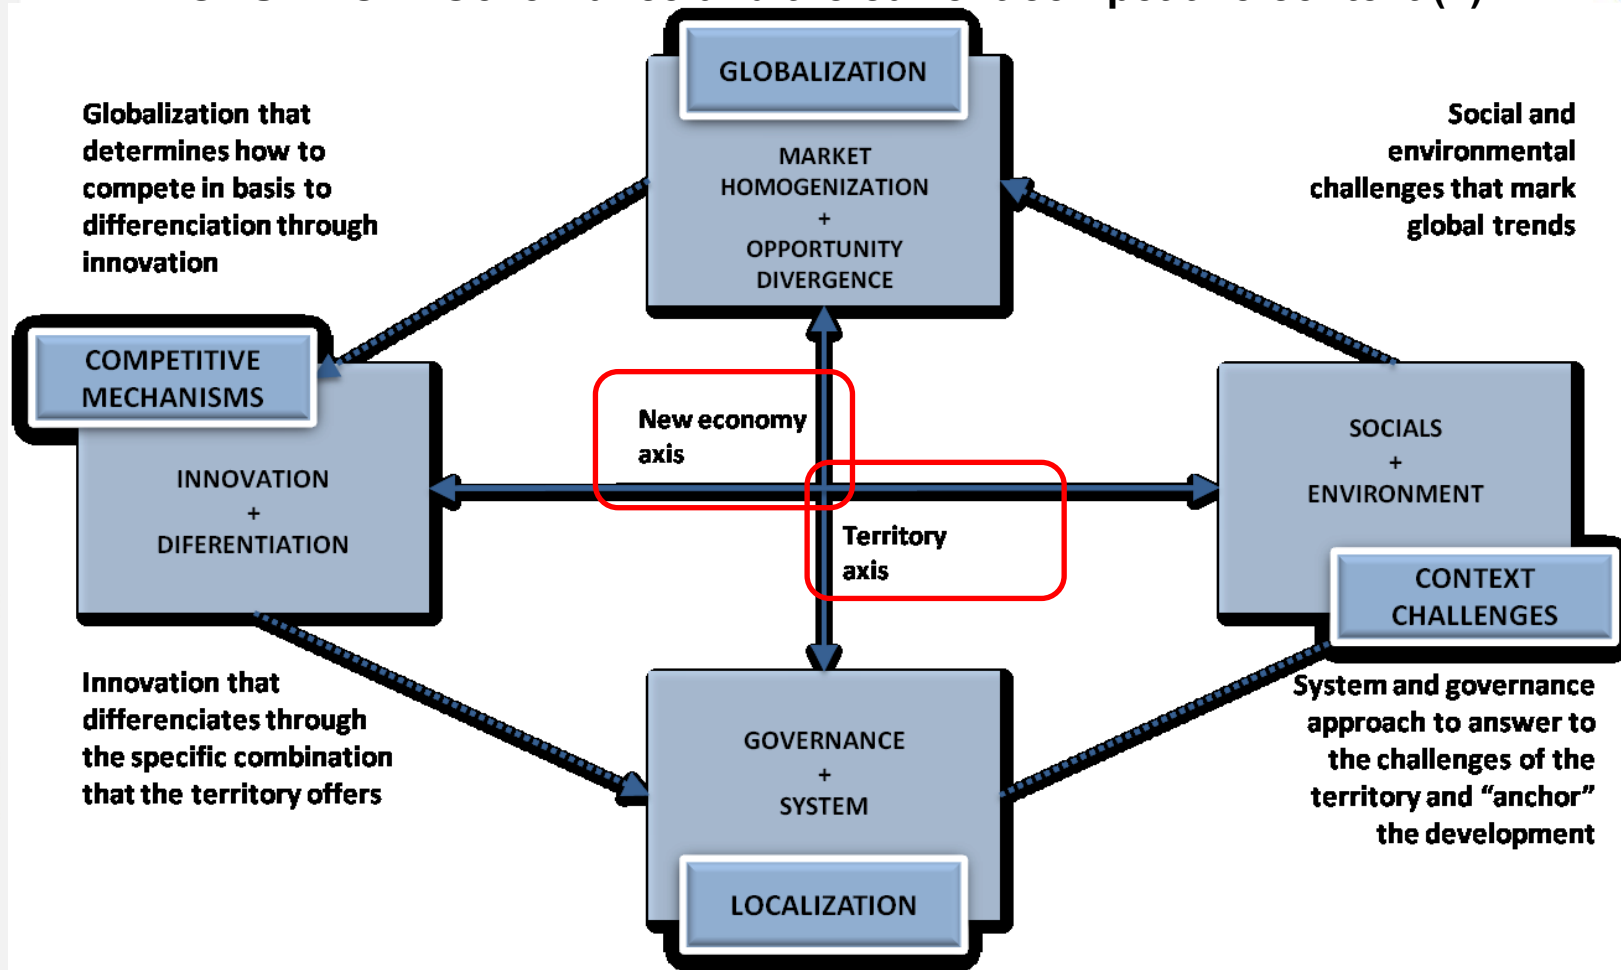 GLOBALIZATION
Globalization that
determines how to
compete in basis to
differenciation through
innovation
MARKET
HOMOGENIZATION
+
OPPORTUNITY
DIVERGENCE
Social and
environmental
challenges that mark
global trends
COMPETITIVE
MECHANISMS
INNOVATION
+
DIFERENTIATION
New economy
axis
Territory
axis
SOCIALS
+
ENVIRONMENT
CONTEXT
CHALLENGES
Innovation that
differenciates through
the specific combination
that the territory offers
GOVERNANCE
+
SYSTEM
LOCALIZATION
System and governance
approach to answer to
the challenges of the
territory and “anchor”
the development